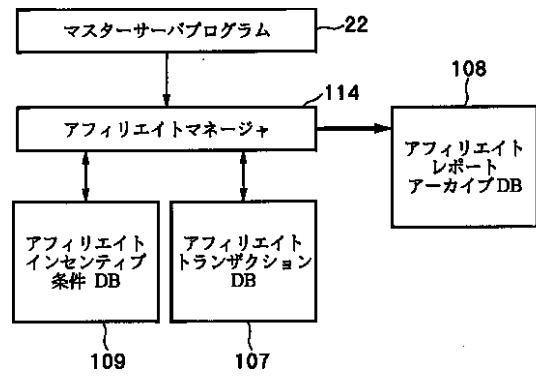 マスターサーバプログラム
22
114
アフィリエイトマネージャ
108
アフィリエイト
レポート
アーカイブDB
アフィリエイト
インセンティブ
条件 DB
アフィリエイト
トランザクション
DB
109
107